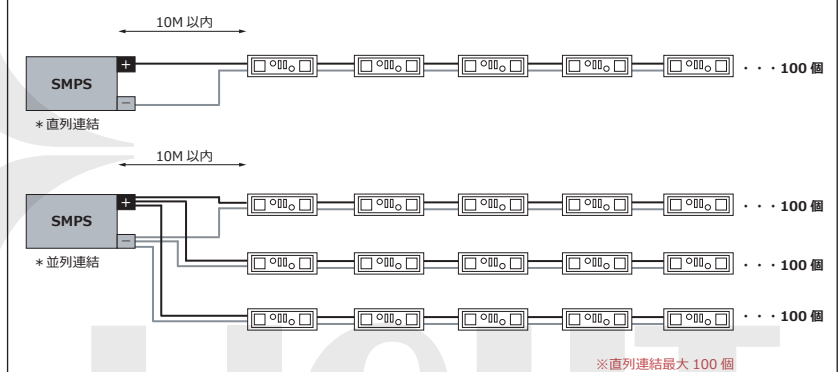 10M 以内
SMPS
+
−
・・・100 個
＊直列連結
10M 以内
SMPS
+
−
・・・100 個
・・・100 個
・・・100 個
＊並列連結
※直列連結最大 100 個
LIGHT